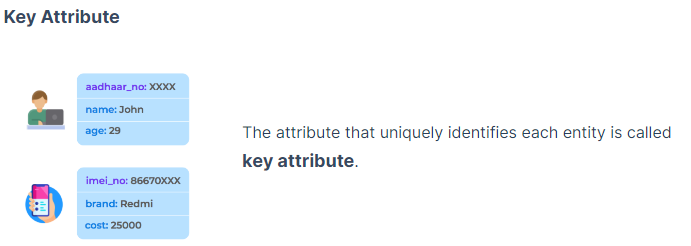 Key Attribute
aadhaar_no: XXXX
name: John
age: 29
The attribute that uniquely identifies each entity is called
key attribute.
imei_no: 86670XXX
brand: Redmi
cost: 25000